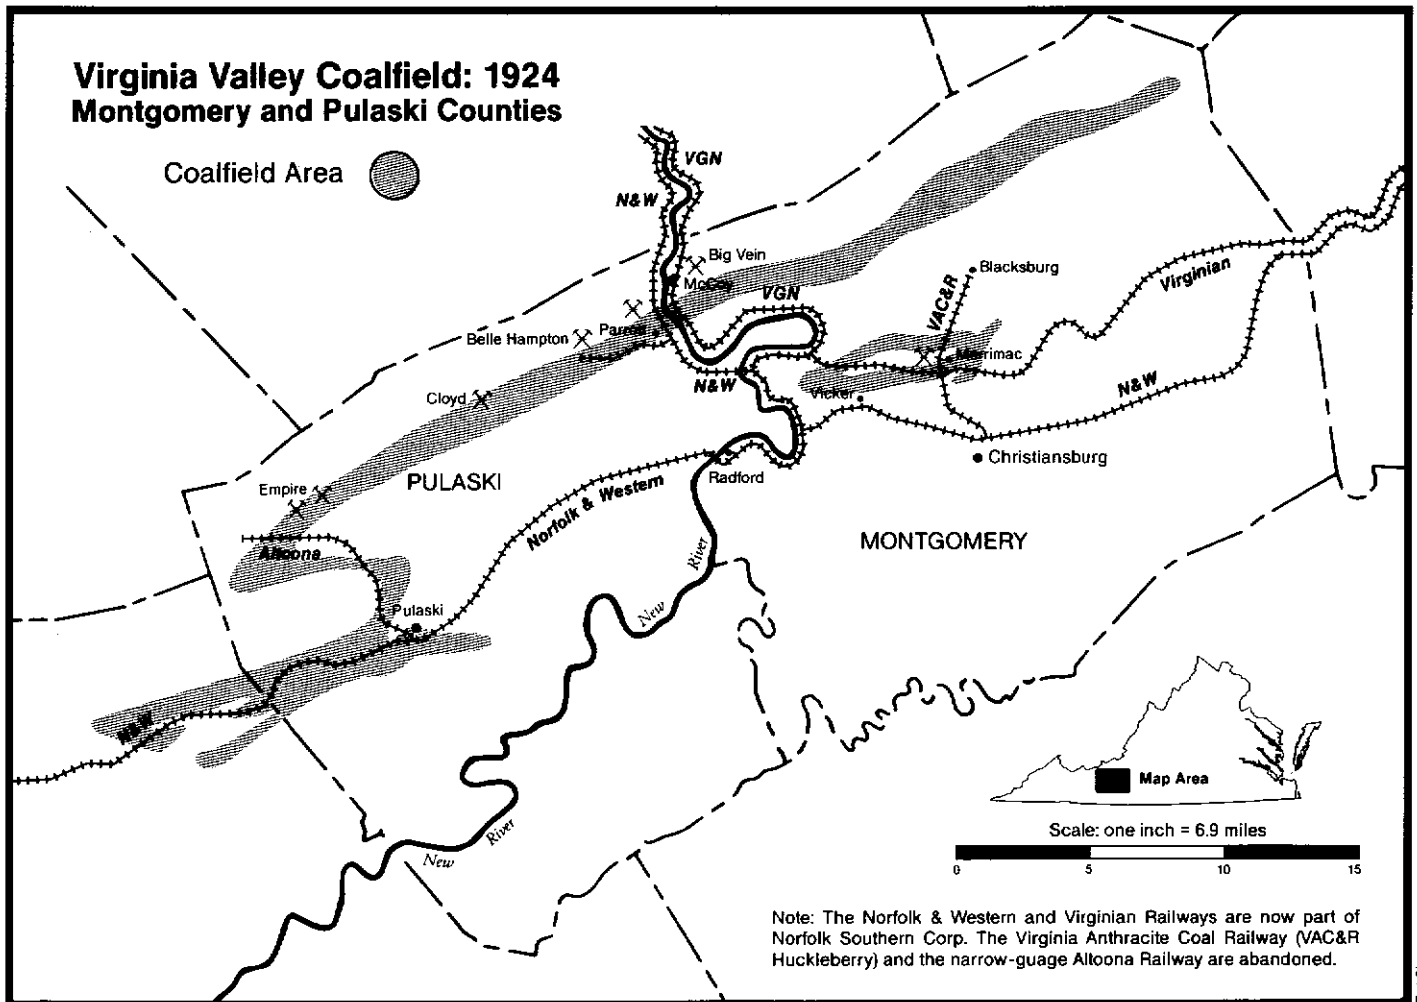 Virginia Valley Coalfield: 1924
Montgomery and Pulaski Counties
Coalfield Area
VGN
N&W
Big Vein
McCoy
Blacksburg
VGN
VAC&R
Virginian
Belle Hampton
Parrott
Merrimac
N&W
N&W
Vicker
Cloyd
Christiansburg
Radford
PULASKI
Empire
Norfolk & Western
MONTGOMERY
Altoona
River
New
Pulaski
N&W
Map Area
Scale: one inch = 6.9 miles
0 5 10 15
River
New
Note: The Norfolk & Western and Virginian Railways are now part of
Norfolk Southern Corp. The Virginia Anthracite Coal Railway (VAC&R
Huckleberry) and the narrow-guage Altoona Railway are abandoned.